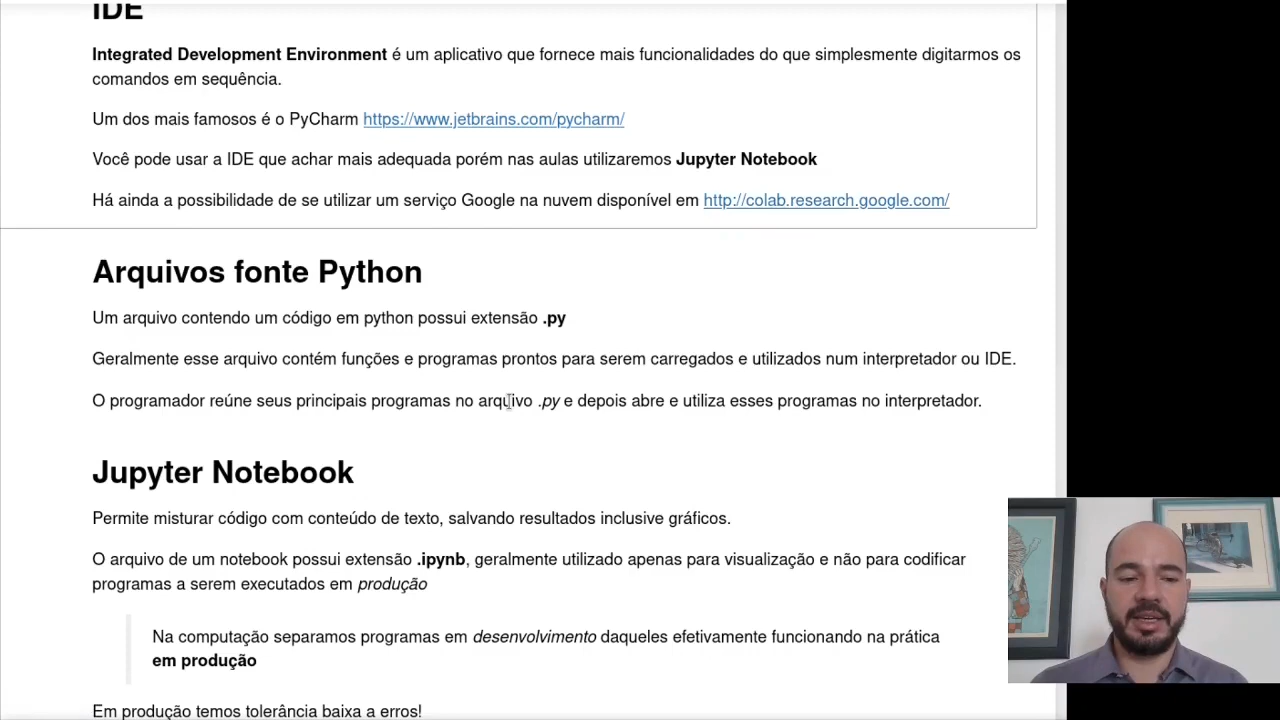 IDE
Integrated Development Environment é um aplicativo que fornece mais funcionalidades do que simplesmente digitarmos os
comandos em sequência.
Um dos mais famosos é o PyCharm https://www.jetbrains.com/pycharm/
Você pode usar a IDE que achar mais adequada porém nas aulas utilizaremos Jupyter Notebook
Há ainda a possibilidade de se utilizar um serviço Google na nuvem disponível em http://colab.research.google.com/
Arquivos fonte Python
Um arquivo contendo um código em python possui extensão .py
Geralmente esse arquivo contém funções e programas prontos para serem carregados e utilizados num interpretador ou IDE.
O programador reúne seus principais programas no arquivo .py e depois abre e utiliza esses programas no interpretador.
Jupyter Notebook
Permite misturar código com conteúdo de texto, salvando resultados inclusive gráficos.
O arquivo de um notebook possui extensão .ipynb, geralmente utilizado apenas para visualização e não para codificar
programas a serem executados em produção
Na computação separamos programas em desenvolvimento daqueles efetivamente funcionando na prática
em produção
Em produção temos tolerância baixa a erros!